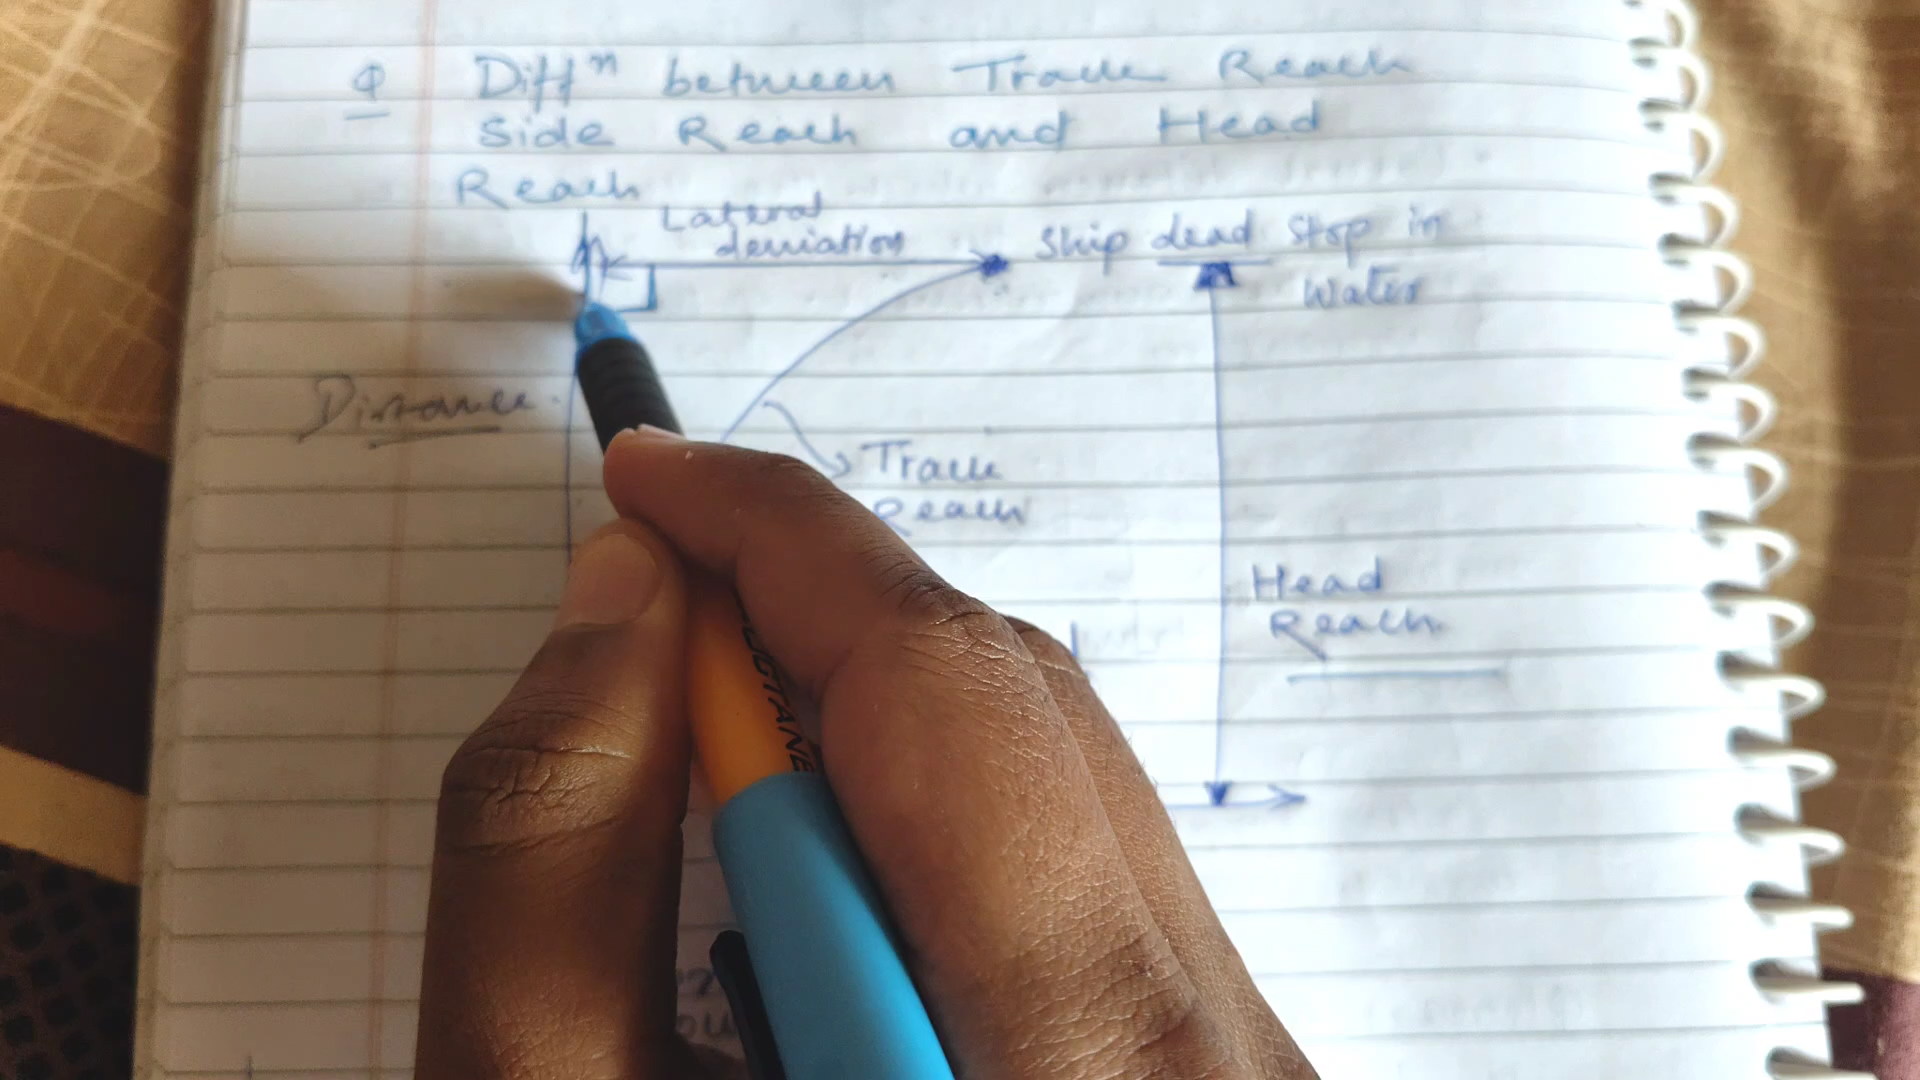 Q Diffⁿ between Track Reach
Side Reach and Head
Reach
Lateral
deviation
Ship dead stop in
Water
Distance
Track
Reach
Head
Reach